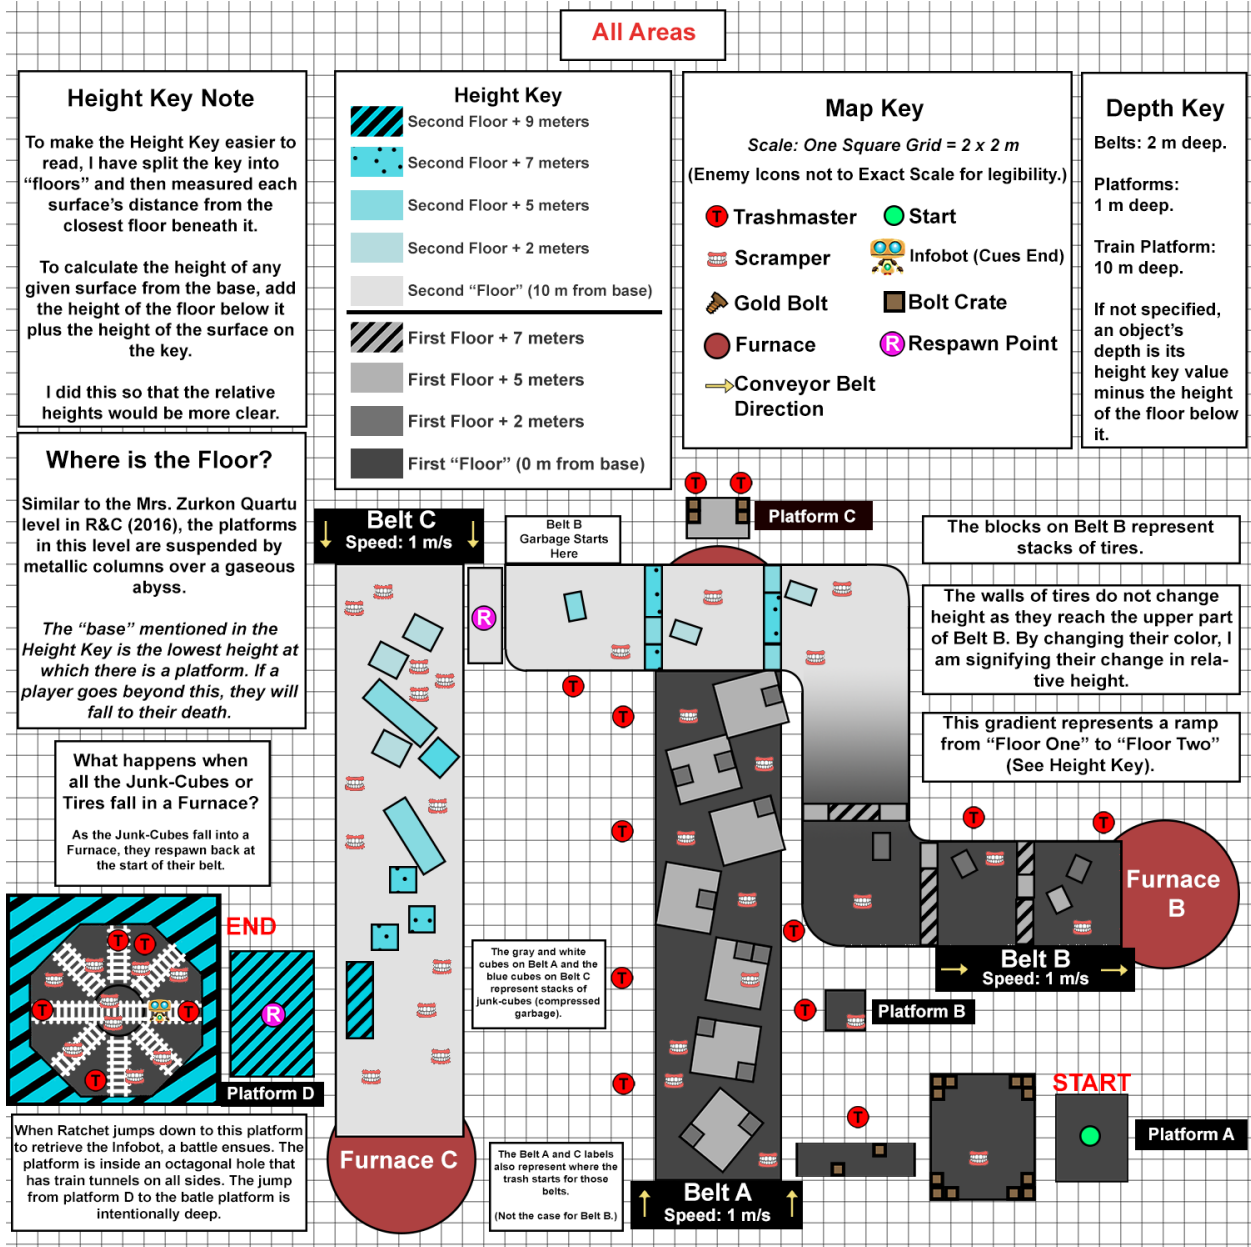 All Areas
Height Key Note
To make the Height Key easier to
read, I have split the key into
“floors” and then measured each
surface’s distance from the
closest floor beneath it.
To calculate the height of any
given surface from the base, add
the height of the floor below it
plus the height of the surface on
the key.
I did this so that the relative
heights would be more clear.
Height Key
Second Floor + 9 meters
Second Floor + 7 meters
Second Floor + 5 meters
Second Floor + 2 meters
Second “Floor” (10 m from base)
First Floor + 7 meters
First Floor + 5 meters
First Floor + 2 meters
First “Floor” (0 m from base)
Map Key
Scale: One Square Grid = 2 x 2 m
(Enemy Icons not to Exact Scale for legibility.)
T Trashmaster
Start
Scramper
Infobot (Cues End)
Gold Bolt
Bolt Crate
Furnace
R Respawn Point
Conveyor Belt
Direction
Depth Key
Belts: 2 m deep.
Platforms:
1 m deep.
Train Platform:
10 m deep.
If not specified,
an object’s
depth is its
height key value
minus the height
of the floor below
it.
Where is the Floor?
Similar to the Mrs. Zurkon Quartu
level in R&C (2016), the platforms
in this level are suspended by
metallic columns over a gaseous
abyss.
The “base” mentioned in the
Height Key is the lowest height at
which there is a platform. If a
player goes beyond this, they will
fall to their death.
What happens when
all the Junk-Cubes or
Tires fall in a Furnace?
As the Junk-Cubes fall into a
Furnace, they respawn back at
the start of their belt.
Belt C
Speed: 1 m/s
Belt B
Garbage Starts
Here
T
T
Platform C
The blocks on Belt B represent
stacks of tires.
The walls of tires do not change
height as they reach the upper part
of Belt B. By changing their color, I
am signifying their change in rela-
tive height.
This gradient represents a ramp
from “Floor One” to “Floor Two”
(See Height Key).
R
T
T
T
T
T
T
T
Furnace
B
Belt B
Speed: 1 m/s
The gray and white
cubes on Belt A and the
blue cubes on Belt C
represent stacks of
junk-cubes (compressed
garbage).
T
T
Platform B
END
T
T
T
T
T
R
Platform D
When Ratchet jumps down to this platform
to retrieve the Infobot, a battle ensues. The
platform is inside an octagonal hole that
has train tunnels on all sides. The jump
from platform D to the batle platform is
intentionally deep.
Furnace C
The Belt A and C labels
also represent where the
trash starts for those
belts.
(Not the case for Belt B.)
Belt A
Speed: 1 m/s
T
START
Platform A